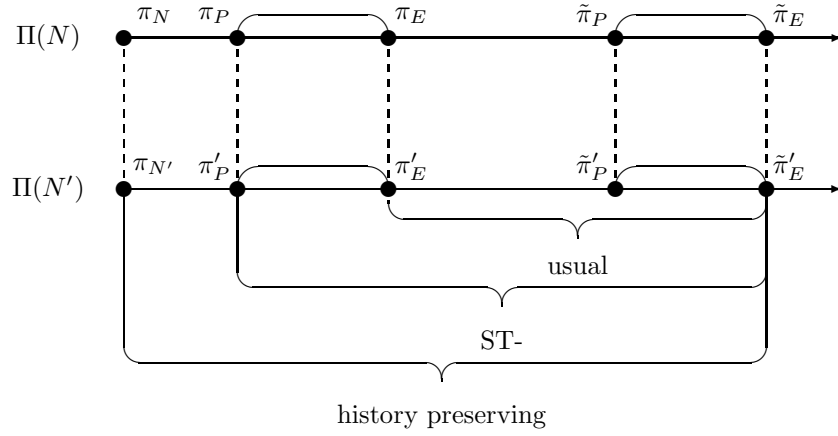 Π(N) π_N π_P π_E π̃_P π̃_E
Π(N′) π_{N′} π′_P π′_E π̃′_P π̃′_E
usual
ST-
history preserving